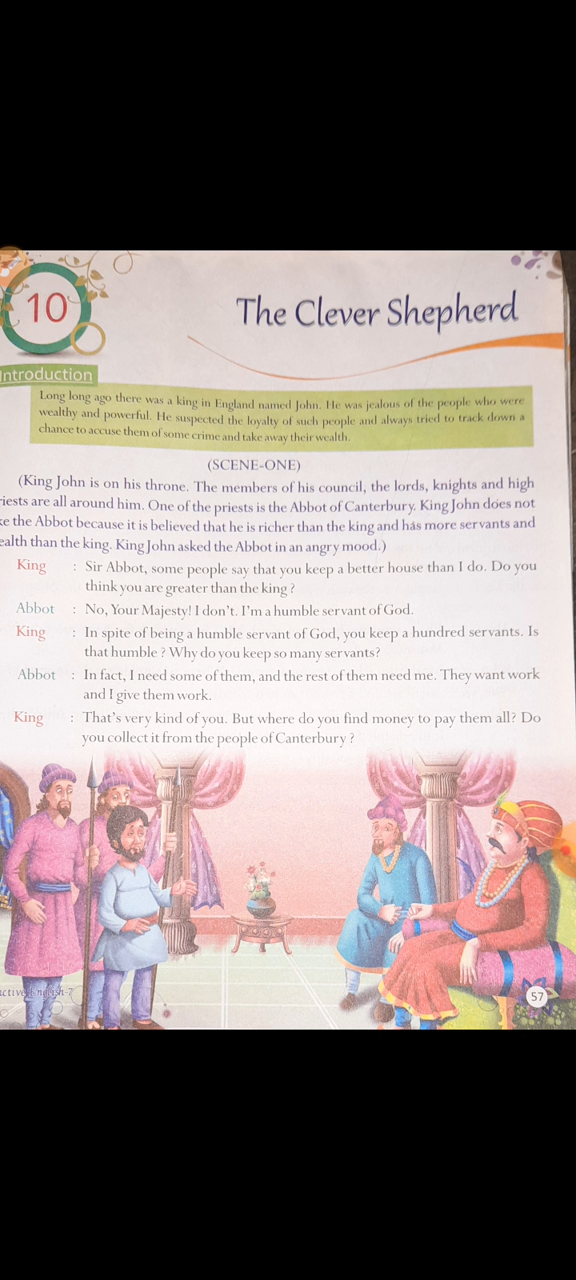 10
The Clever Shepherd
Introduction
Long long ago there was a king in England named John. He was jealous of the people who were
wealthy and powerful. He suspected the loyalty of such people and always tried to track down a
chance to accuse them of some crime and take away their wealth.
(SCENE-ONE)
(King John is on his throne. The members of his council, the lords, knights and high
riests are all around him. One of the priests is the Abbot of Canterbury. King John does not
ke the Abbot because it is believed that he is richer than the king and has more servants and
ealth than the king. King John asked the Abbot in an angry mood.)
King : Sir Abbot, some people say that you keep a better house than I do. Do you
think you are greater than the king ?
Abbot : No, Your Majesty! I don't. I'm a humble servant of God.
King : In spite of being a humble servant of God, you keep a hundred servants. Is
that humble ? Why do you keep so many servants?
Abbot : In fact, I need some of them, and the rest of them need me. They want work
and I give them work.
King : That's very kind of you. But where do you find money to pay them all? Do
you collect it from the people of Canterbury ?
active English-7
57